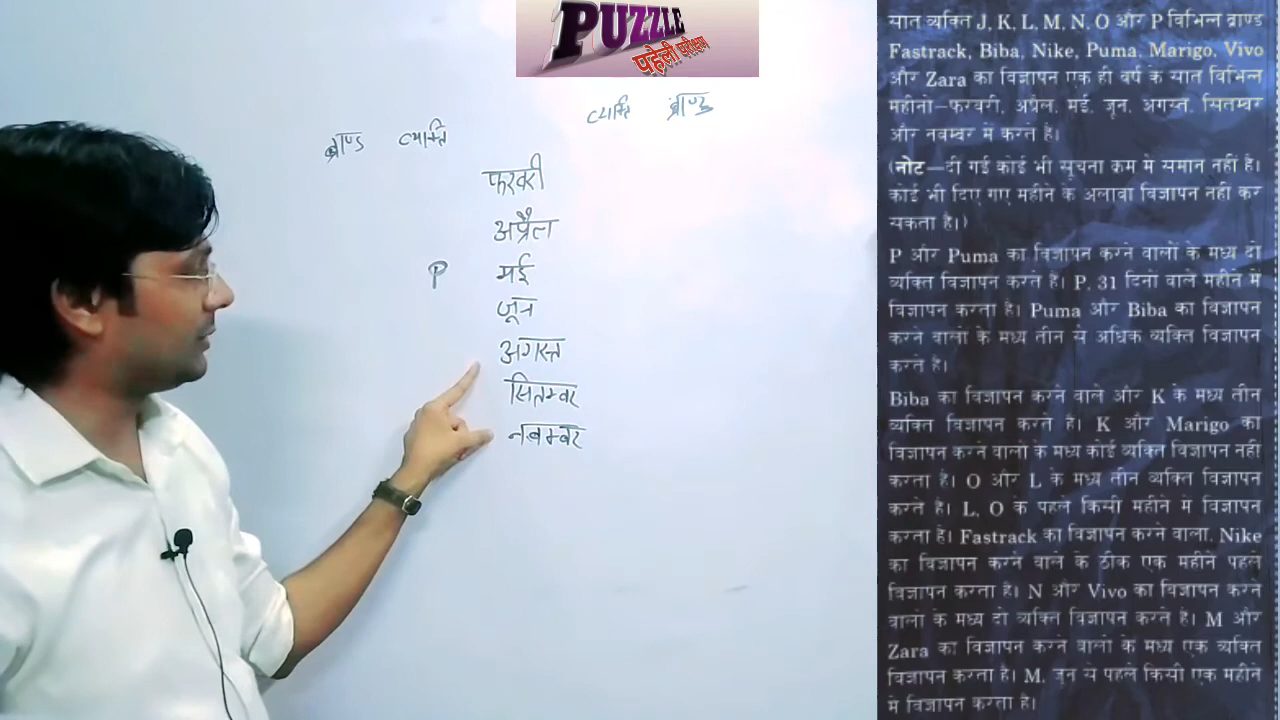 PUZZLE
पहेली परीक्षण
व्यक्ति ब्राण्ड
ब्राण्ड व्यक्ति
फरवरी
अप्रैल
P मई
जून
अगस्त
सितम्बर
नवम्बर
सात व्यक्ति J, K, L, M, N, O और P विभिन्न ब्राण्ड
Fastrack, Biba, Nike, Puma, Marigo, Vivo
और Zara का विज्ञापन एक ही वर्ष के सात विभिन्न
महीनो–फरवरी, अप्रैल, मई, जून, अगस्त, सितम्बर
और नवम्बर में करते है।
(नोट–दी गई कोई भी सूचना क्रम मे समान नही है।
कोई भी दिए गए महीने के अलावा विज्ञापन नही कर
सकता है।)
P और Puma का विज्ञापन करने वालो के मध्य दो
व्यक्ति विज्ञापन करते है। P, 31 दिनो वाले महीने मे
विज्ञापन करता है। Puma और Biba का विज्ञापन
करने वालो के मध्य तीन से अधिक व्यक्ति विज्ञापन
करते है।
Biba का विज्ञापन करने वाले और K के मध्य तीन
व्यक्ति विज्ञापन करते है। K और Marigo का
विज्ञापन करने वालो के मध्य कोई व्यक्ति विज्ञापन नही
करता है। O और L के मध्य तीन व्यक्ति विज्ञापन
करते है। L, O के पहले किसी महीने मे विज्ञापन
करता है। Fastrack का विज्ञापन करने वाला, Nike
का विज्ञापन करने वाले के ठीक एक महीने पहले
विज्ञापन करता है। N और Vivo का विज्ञापन करने
वालो के मध्य दो व्यक्ति विज्ञापन करते है। M और
Zara का विज्ञापन करने वालो के मध्य एक व्यक्ति
विज्ञापन करता है। M, जून से पहले किसी एक महीने
मे विज्ञापन करता है।